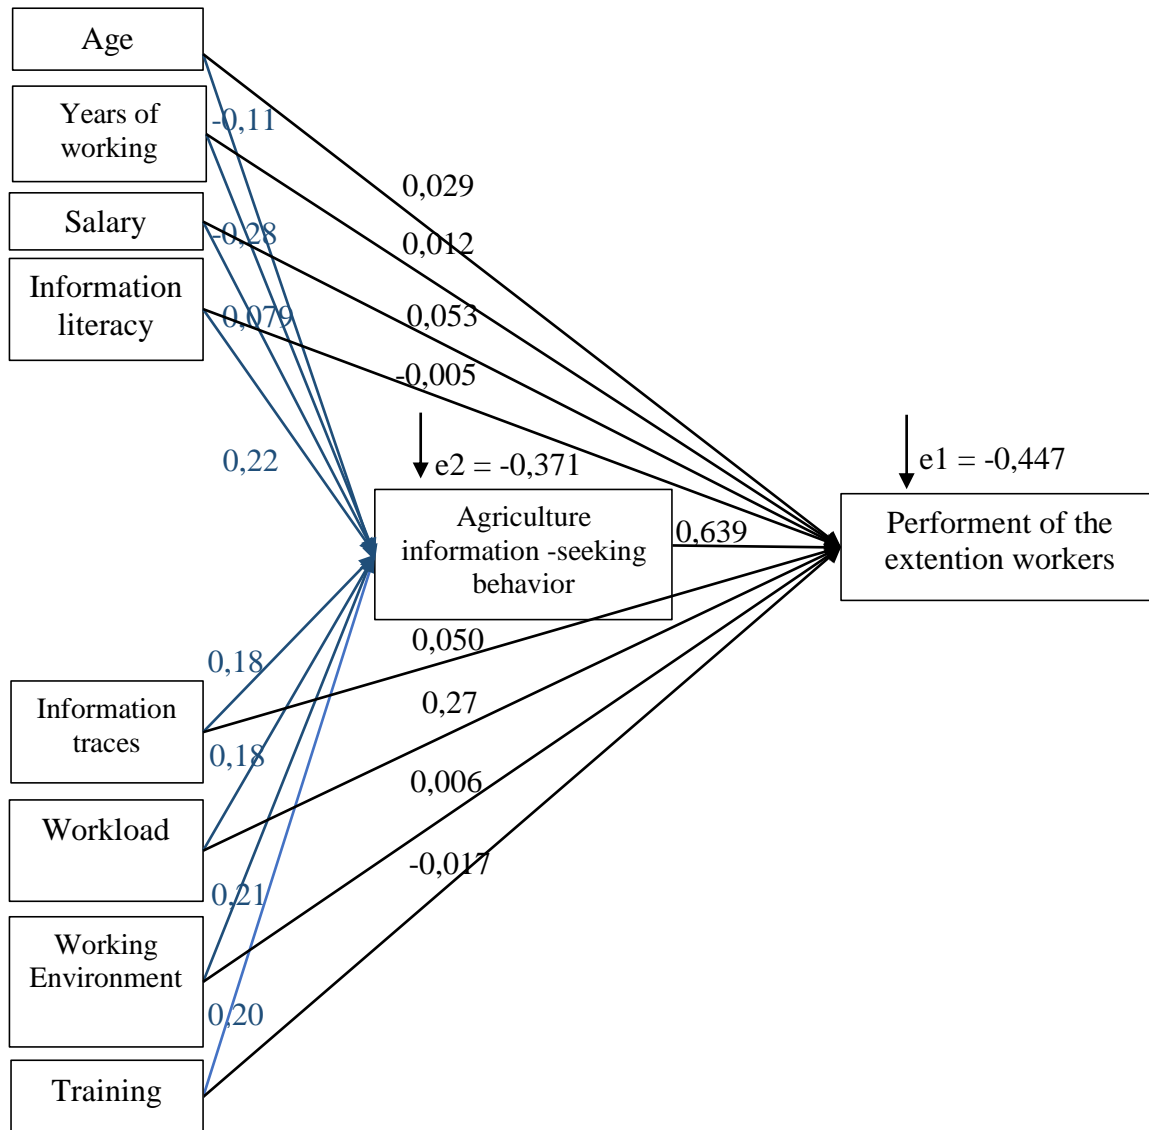 Age
Years of
working
-0,11
0,029
Salary
-0,28
0,012
Information
literacy
0,079
0,053
-0,005
0,22
e2 = -0,371
e1 = -0,447
Agriculture
information -seeking
behavior
0,639
Performent of the
extention workers
0,18
0,050
Information
traces
0,27
0,18
0,006
Workload
-0,017
0,21
Working
Environment
0,20
Training